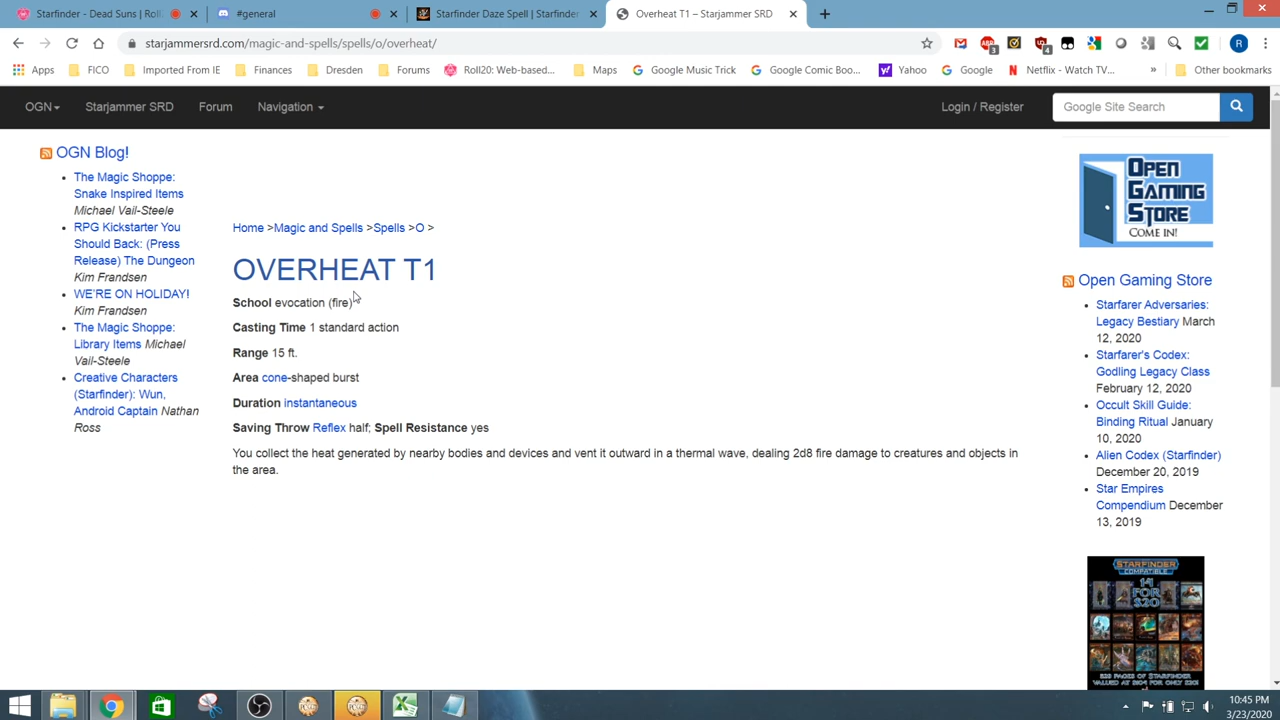 Starfinder - Dead Suns | Roll2
#general
Starfinder Daze Spell | Starfinder
Overheat T1 – Starjammer SRD
starjammersrd.com/magic-and-spells/spells/o/overheat/
3
4
R
Apps
FICO
Imported From IE
Finances
Dresden
Forums
Roll20: Web-based...
Maps
Google Music Trick
Google Comic Boo...
Yahoo
Google
Netflix - Watch TV...
»
Other bookmarks
OGN
Starjammer SRD
Forum
Navigation
Login / Register
Google Site Search
OGN Blog!
The Magic Shoppe:
Snake Inspired Items
Michael Vail-Steele
RPG Kickstarter You
Should Back: (Press
Release) The Dungeon
Kim Frandsen
WE'RE ON HOLIDAY!
Kim Frandsen
The Magic Shoppe:
Library Items Michael
Vail-Steele
Creative Characters
(Starfinder): Wun,
Android Captain Nathan
Ross
Home >Magic and Spells >Spells >O >
OVERHEAT T1
School evocation (fire)
Casting Time 1 standard action
Range 15 ft.
Area cone-shaped burst
Duration instantaneous
Saving Throw Reflex half; Spell Resistance yes
You collect the heat generated by nearby bodies and devices and vent it outward in a thermal wave, dealing 2d8 fire damage to creatures and objects in
the area.
OPEN
GAMING
STORE
COME IN!
Open Gaming Store
Starfarer Adversaries:
Legacy Bestiary March
12, 2020
Starfarer's Codex:
Godling Legacy Class
February 12, 2020
Occult Skill Guide:
Binding Ritual January
10, 2020
Alien Codex (Starfinder)
December 20, 2019
Star Empires
Compendium December
13, 2019
STARFINDER
COMPATIBLE
14
FOR
$20
10:45 PM
3/23/2020